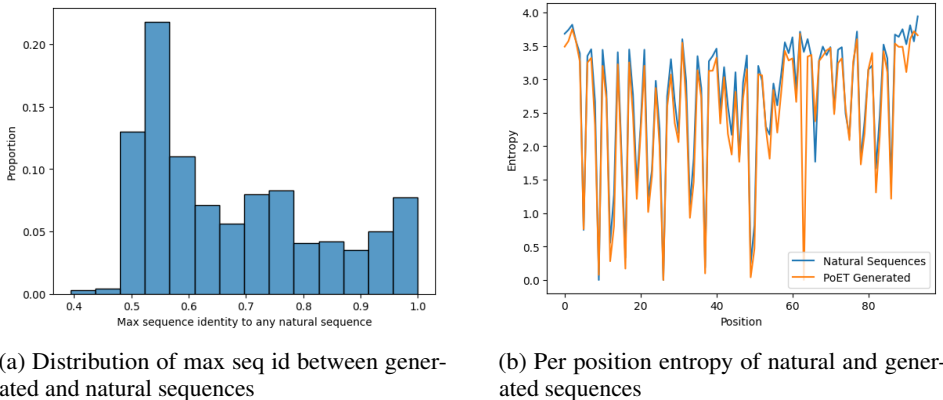 0.20
0.15
0.10
0.05
0.00
Proportion
0.4 0.5 0.6 0.7 0.8 0.9 1.0
Max sequence identity to any natural sequence
4.0
3.5
3.0
2.5
2.0
1.5
1.0
0.5
0.0
Entropy
Natural Sequences
PoET Generated
0 20 40 60 80
Position
(a) Distribution of max seq id between gener-
ated and natural sequences
(b) Per position entropy of natural and gener-
ated sequences